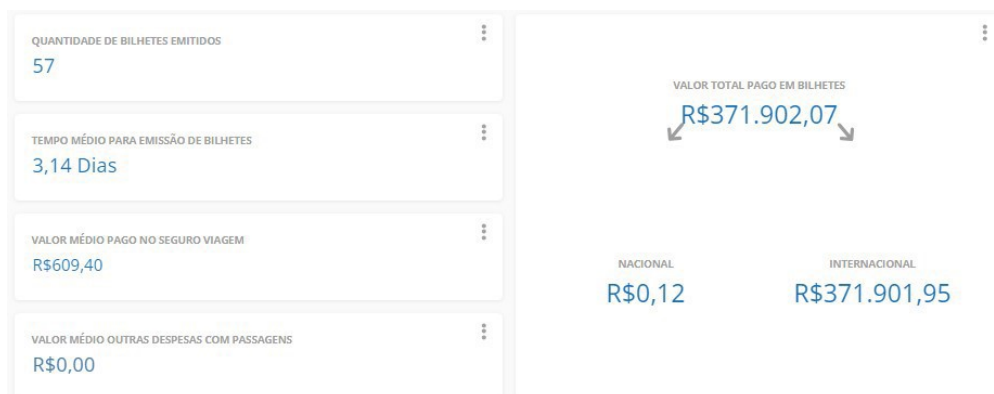 QUANTIDADE DE BILHETES EMITIDOS
57
TEMPO MÉDIO PARA EMISSÃO DE BILHETES
3,14 Dias
VALOR MÉDIO PAGO NO SEGURO VIAGEM
R$609,40
VALOR MÉDIO OUTRAS DESPESAS COM PASSAGENS
R$0,00
VALOR TOTAL PAGO EM BILHETES
R$371.902,07
NACIONAL
R$0,12
INTERNACIONAL
R$371.901,95